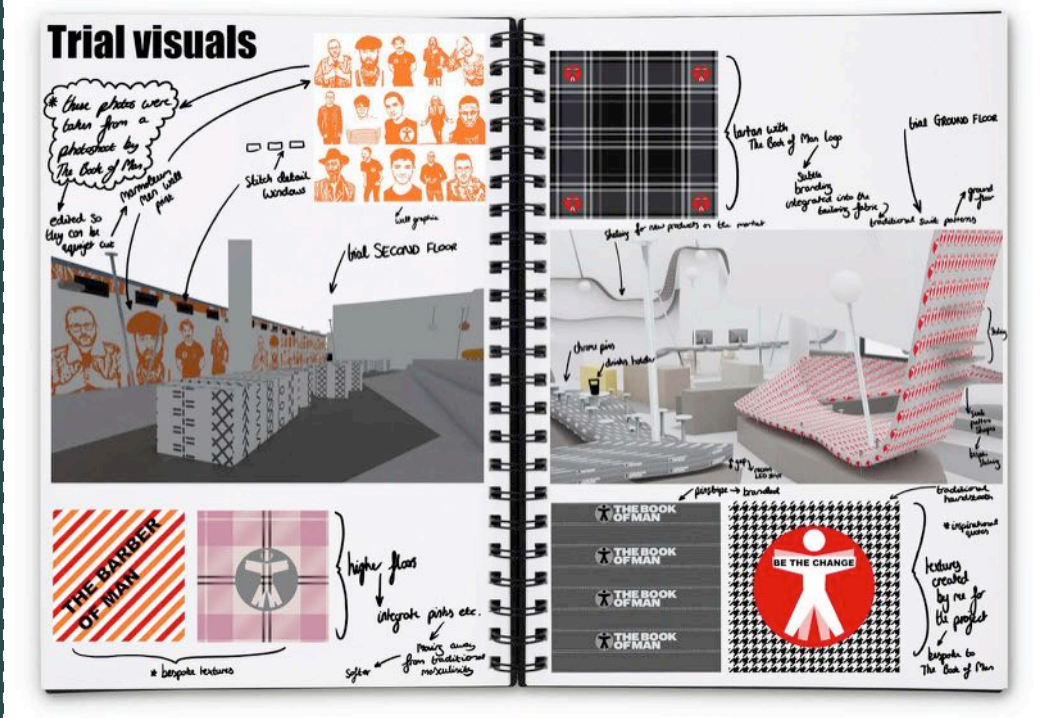 Trial visuals
* these photos were
taken from a
photoshoot by
The Book of Man
edited so
they can be
waterjet cut
marmoleum
men wall
Stitch detail
windows
wall graphic
trial SECOND FLOOR
THE BARBER
OF MAN
* bespoke textures
higher floors
integrate pinks etc.
moving away
from traditional
masculinity
softer
tartan with
The Book of Man logo
subtle
branding
integrated into the
tailoring fabric
traditional suit patterns
trial GROUND FLOOR
ground
floor
shelving for new products on the market
chrome pins
drinks holder
gap
recess
LED strip
suit
pattern
shapes
pinstripe → branded
THE BOOK
OF MAN
THE BOOK
OF MAN
THE BOOK
OF MAN
THE BOOK
OF MAN
traditional
houndstooth
* inspirational
quotes
BE THE CHANGE
textures
created
by me for
the project
bespoke to
The Book of Man